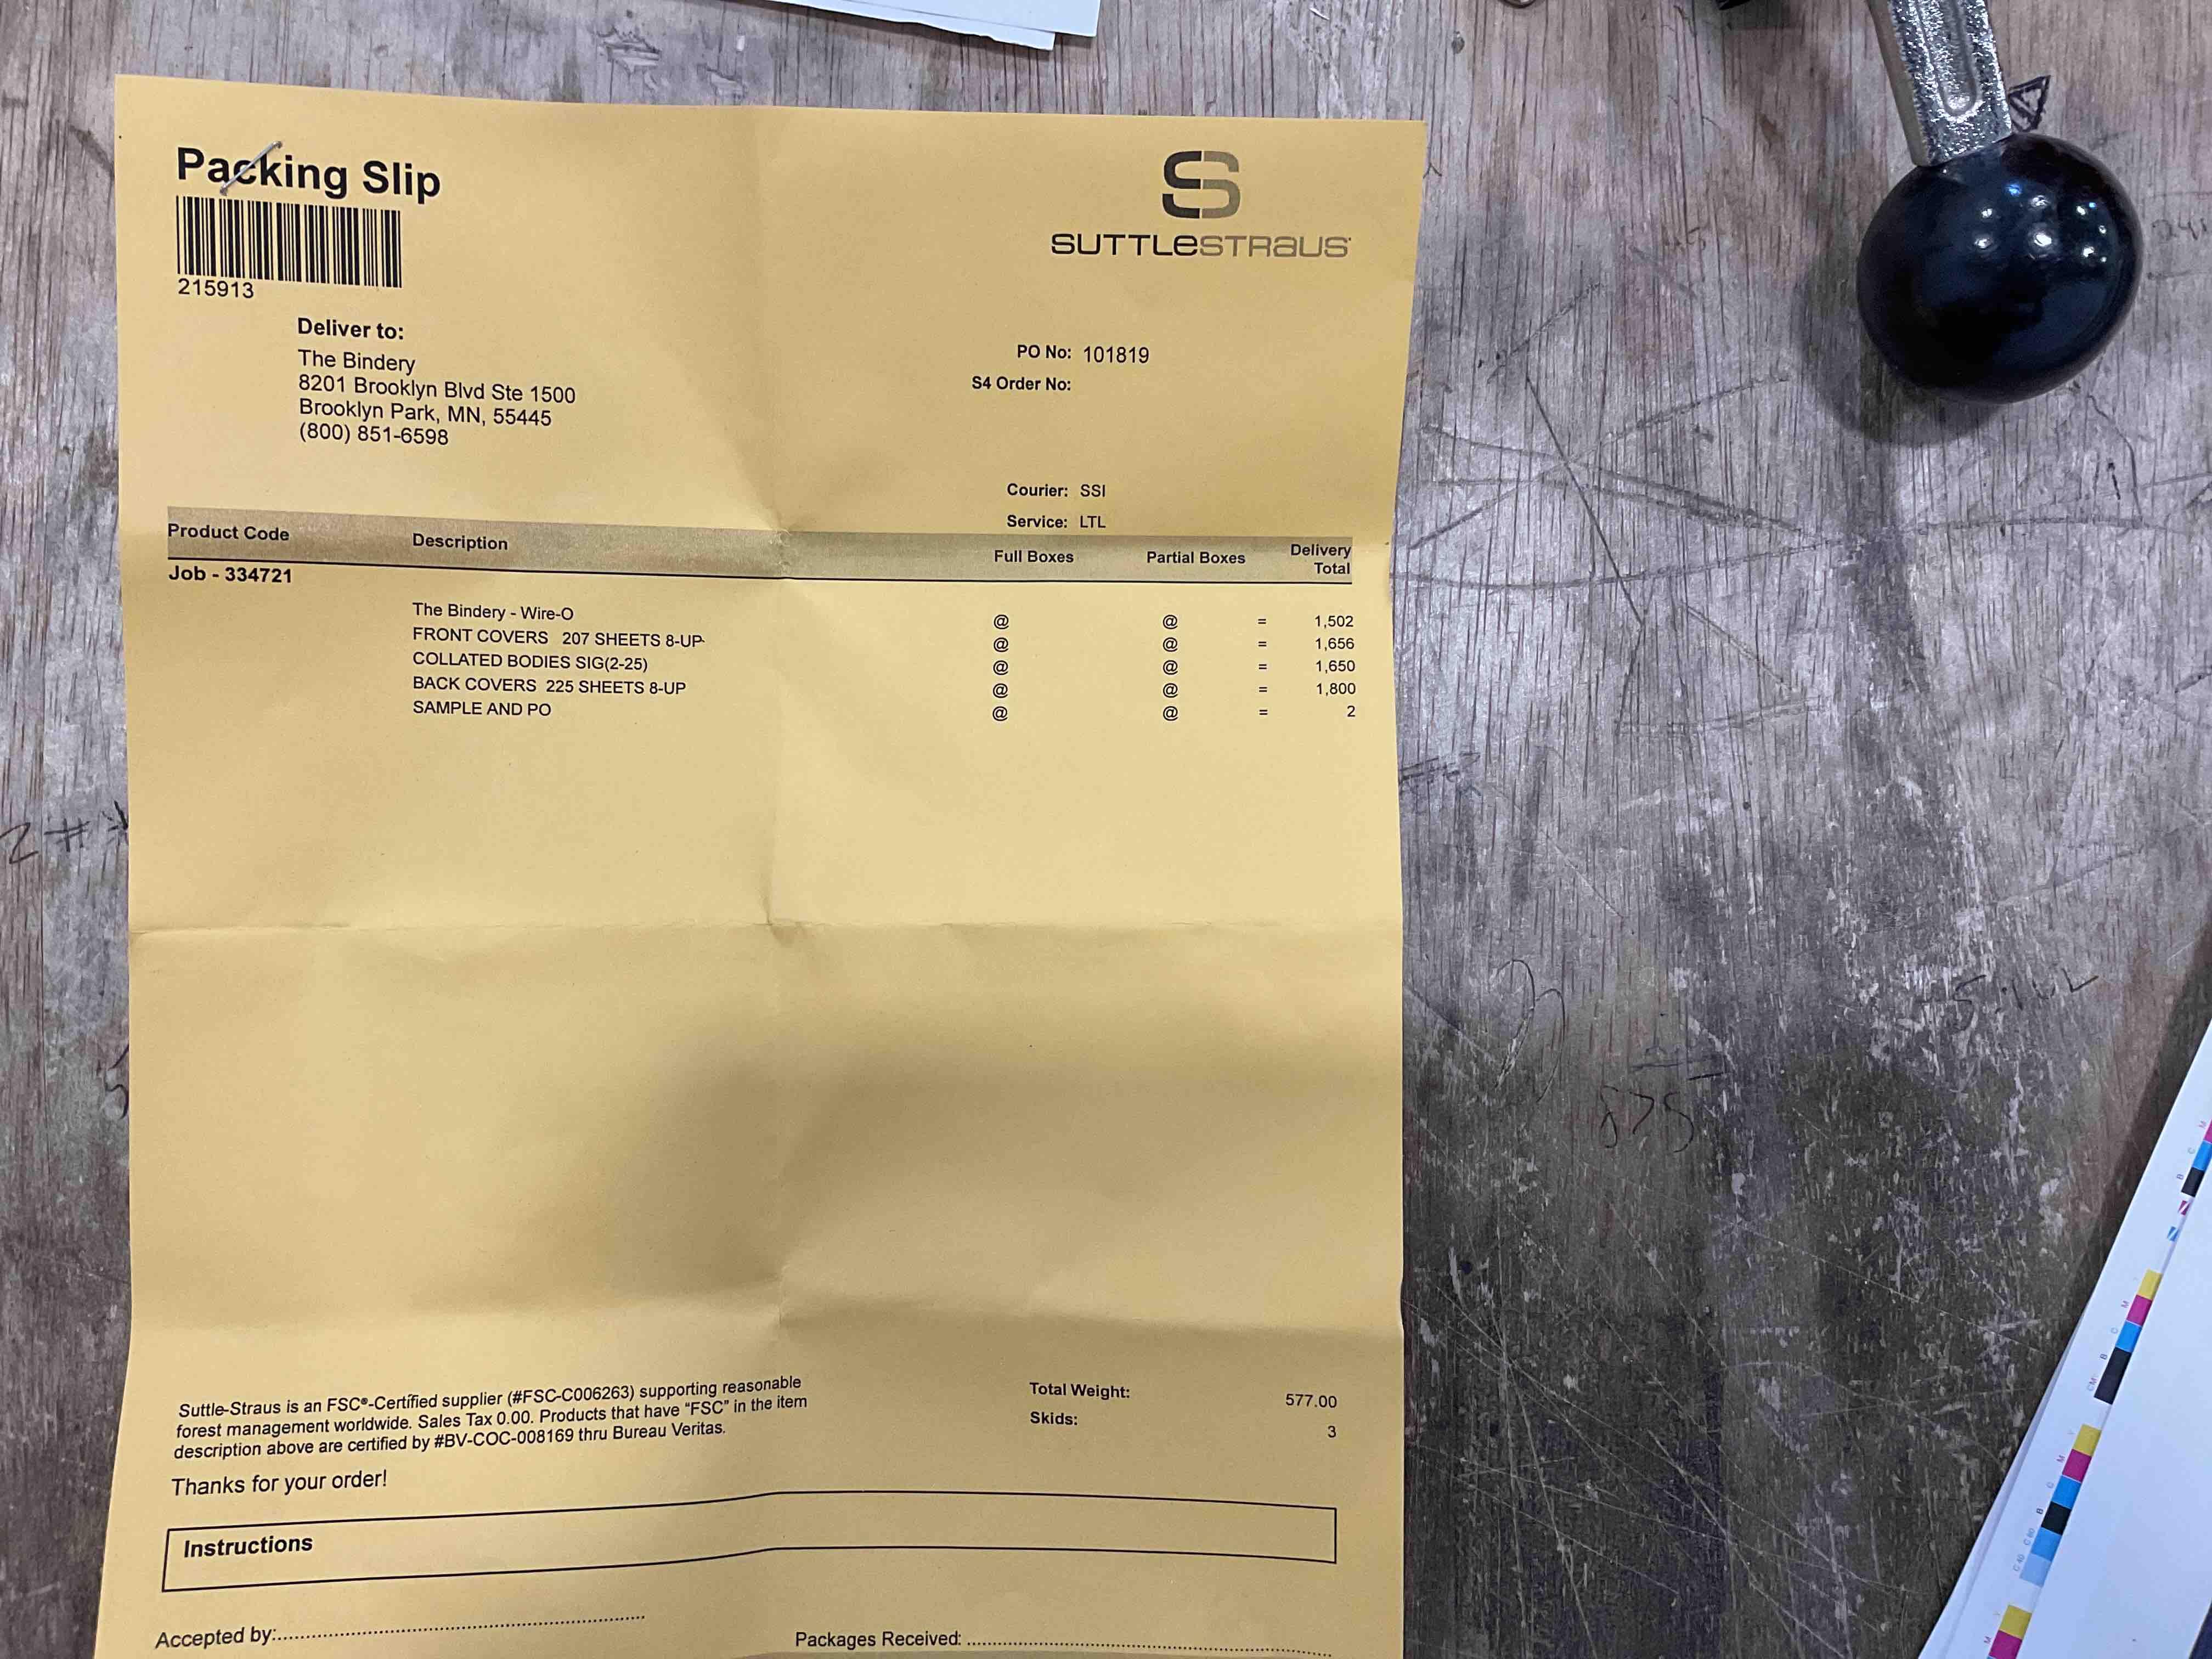 Packing Slip
215913
SUTTLESTRAUS
Deliver to:
The Bindery
8201 Brooklyn Blvd Ste 1500
Brooklyn Park, MN, 55445
(800) 851-6598
PO No: 101819
S4 Order No:
Courier: SSI
Service: LTL
Product Code Description Full Boxes Partial Boxes Delivery Total
Job - 334721
The Bindery - Wire-O @ @ = 1,502
FRONT COVERS 207 SHEETS 8-UP @ @ = 1,656
COLLATED BODIES SIG(2-25) @ @ = 1,650
BACK COVERS 225 SHEETS 8-UP @ @ = 1,800
SAMPLE AND PO @ @ = 2
Suttle-Straus is an FSC®-Certified supplier (#FSC-C006263) supporting reasonable
forest management worldwide. Sales Tax 0.00. Products that have "FSC" in the item
description above are certified by #BV-COC-008169 thru Bureau Veritas.
Total Weight: 577.00
Skids: 3
Thanks for your order!
Instructions
Accepted by:
Packages Received:
575